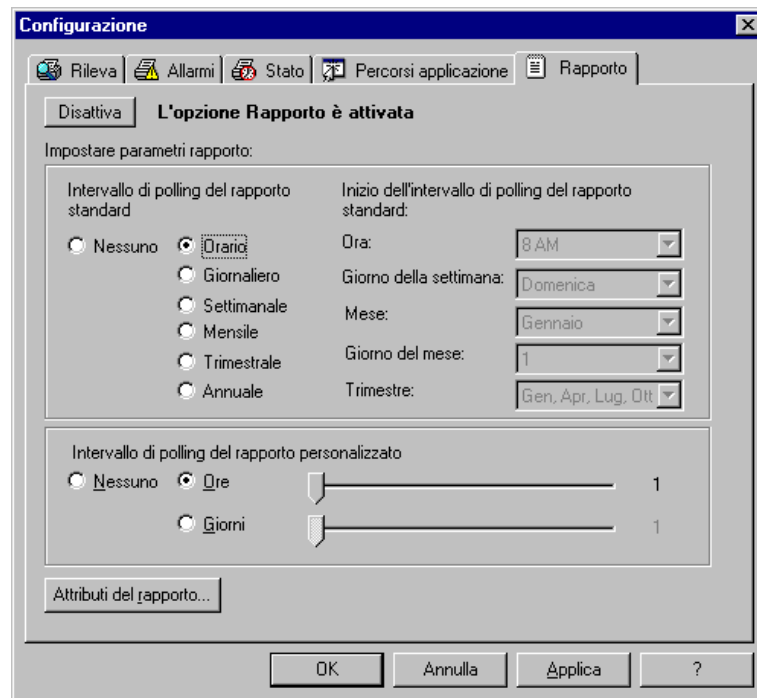 Configurazione
Rileva Allarmi Stato Percorsi applicazione Rapporto
Disattiva L'opzione Rapporto è attivata
Impostare parametri rapporto:
Intervallo di polling del rapporto
standard
Nessuno Orario
Giornaliero
Settimanale
Mensile
Trimestrale
Annuale
Inizio dell'intervallo di polling del rapporto
standard:
Ora: 8 AM
Giorno della settimana: Domenica
Mese: Gennaio
Giorno del mese: 1
Trimestre: Gen, Apr, Lug, Ott
Intervallo di polling del rapporto personalizzato
Nessuno Ore 1
Giorni 1
Attributi del rapporto...
OK Annulla Applica ?